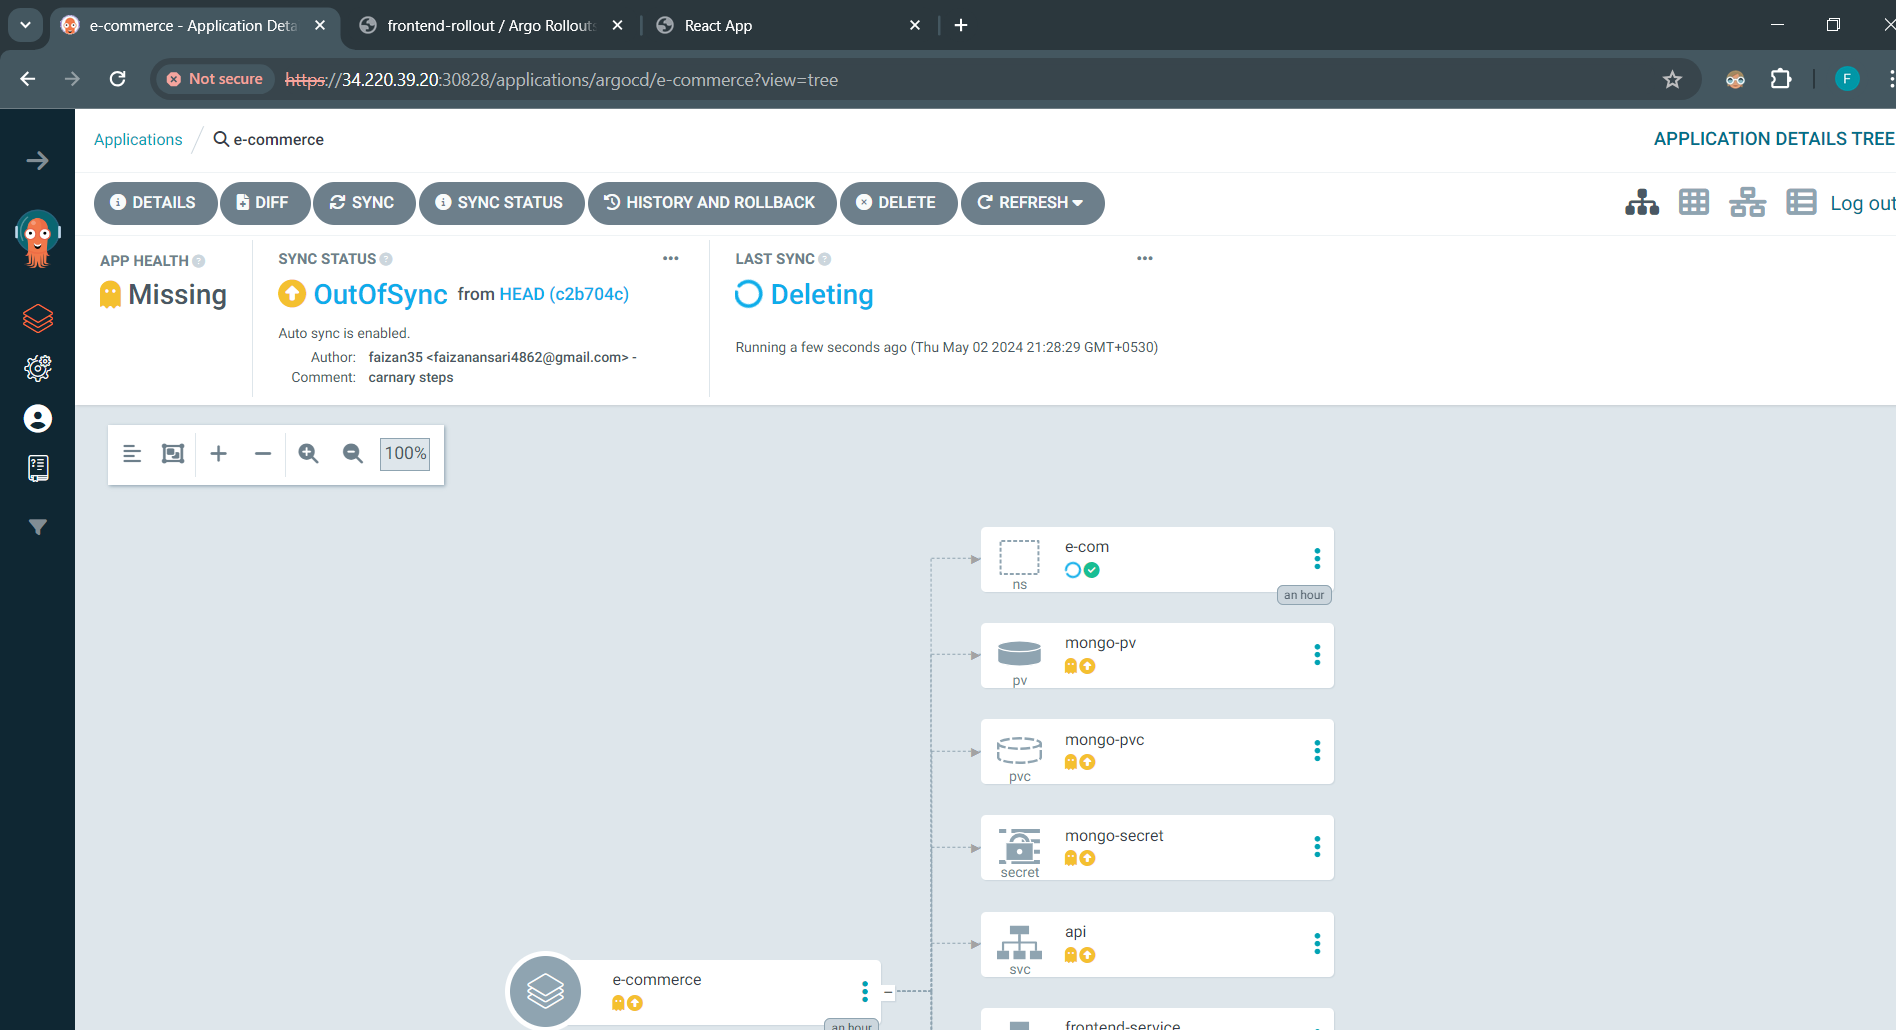 e-commerce - Application Deta
frontend-rollout / Argo Rollouts
React App
Not secure
https://34.220.39.20:30828/applications/argocd/e-commerce?view=tree
F
Applications
e-commerce
APPLICATION DETAILS TREE
DETAILS
DIFF
SYNC
SYNC STATUS
HISTORY AND ROLLBACK
DELETE
REFRESH
Log out
APP HEALTH
Missing
SYNC STATUS
OutOfSync from HEAD (c2b704c)
Auto sync is enabled.
Author: faizan35 <faizanansari4862@gmail.com> -
Comment: carnary steps
LAST SYNC
Deleting
Running a few seconds ago (Thu May 02 2024 21:28:29 GMT+0530)
100%
e-com
ns
an hour
mongo-pv
pv
mongo-pvc
pvc
mongo-secret
secret
api
svc
e-commerce
an hour
frontend-service